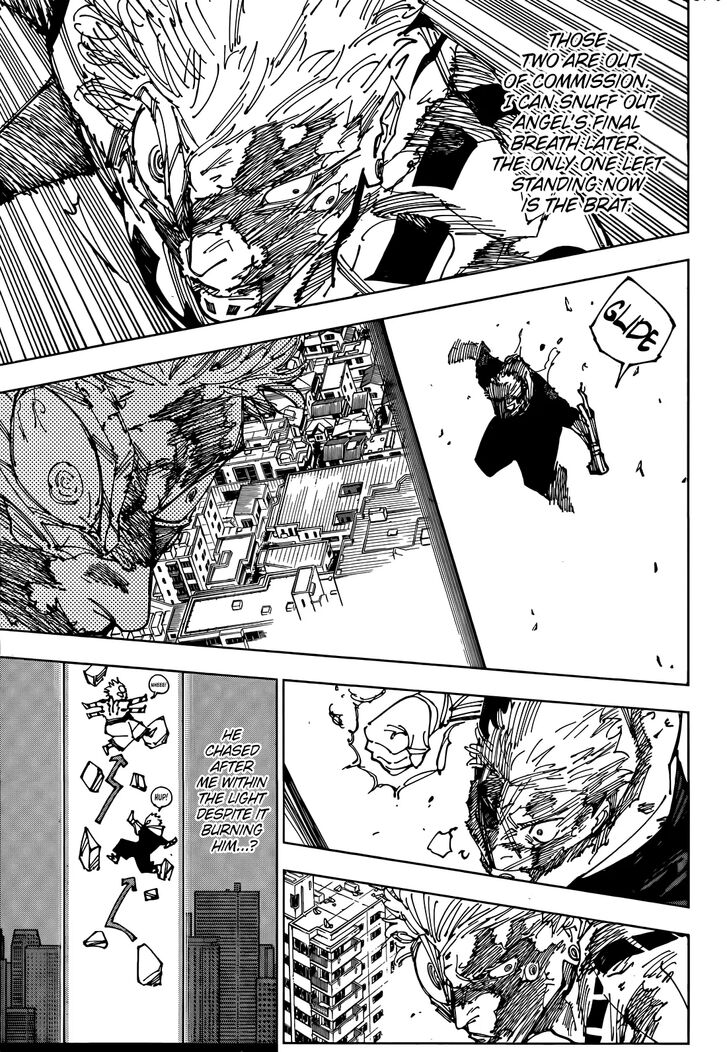 THOSE
TWO ARE OUT
OF COMMISSION.
I CAN SNUFF OUT
ANGEL'S FINAL
BREATH LATER.
THE ONLY ONE LEFT
STANDING NOW
IS THE BRAT.
GLIDE
HE
CHASED
AFTER
ME WITHIN
THE LIGHT
DESPITE IT
BURNING
HIM...?
WHEEE!
HUP!